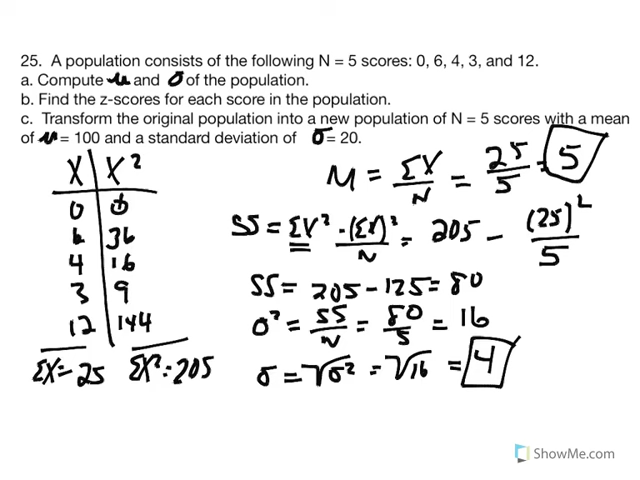 25. A population consists of the following N = 5 scores: 0, 6, 4, 3, and 12.
a. Compute μ and σ of the population.
b. Find the z-scores for each score in the population.
c. Transform the original population into a new population of N = 5 scores with a mean
of μ = 100 and a standard deviation of σ = 20.
X | X²
0 | 0
6 | 36
4 | 16
3 | 9
12 | 144
ΣX = 25 ΣX² = 205
M = ΣX/N = 25/5 = 5
SS = ΣX² - (ΣX)²/N = 205 - (25)²/5
SS = 205 - 125 = 80
σ² = SS/N = 80/5 = 16
σ = √σ² = √16 = 4
ShowMe.com